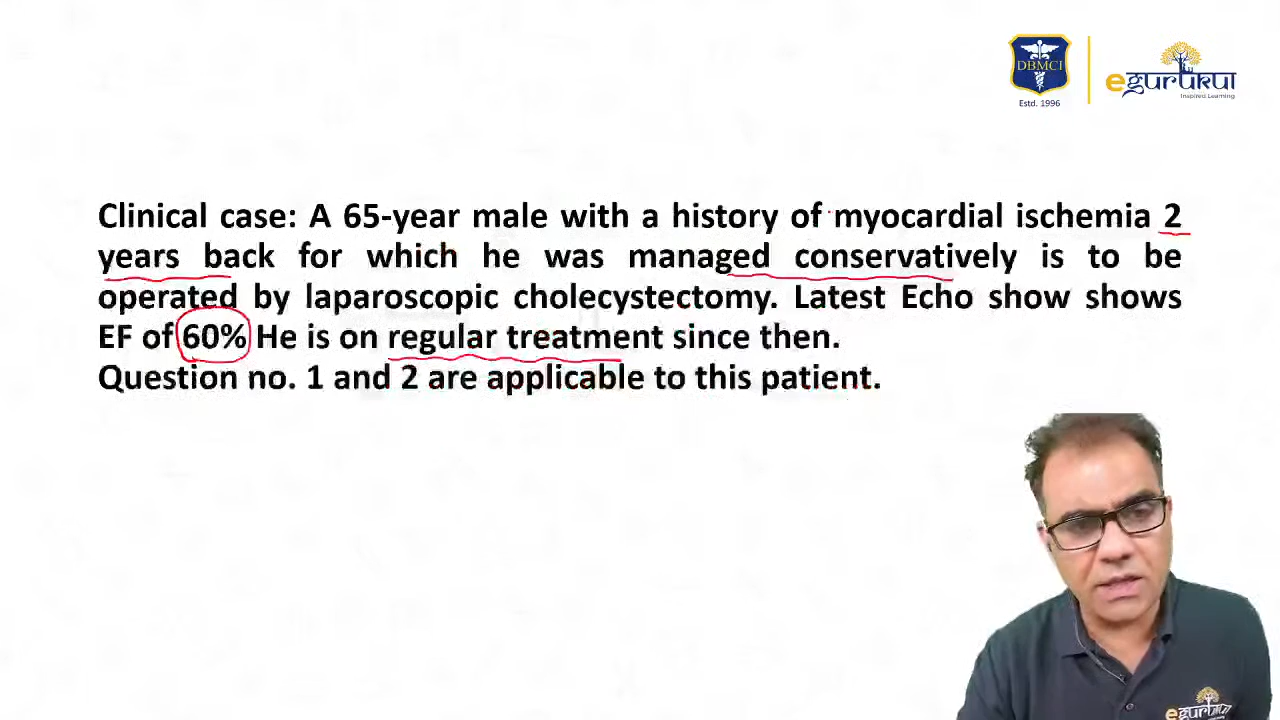 DBMCI
Estd. 1996
egurukul
Inspired Learning
Clinical case: A 65-year male with a history of myocardial ischemia 2
years back for which he was managed conservatively is to be
operated by laparoscopic cholecystectomy. Latest Echo show shows
EF of 60% He is on regular treatment since then.
Question no. 1 and 2 are applicable to this patient.
egurukul